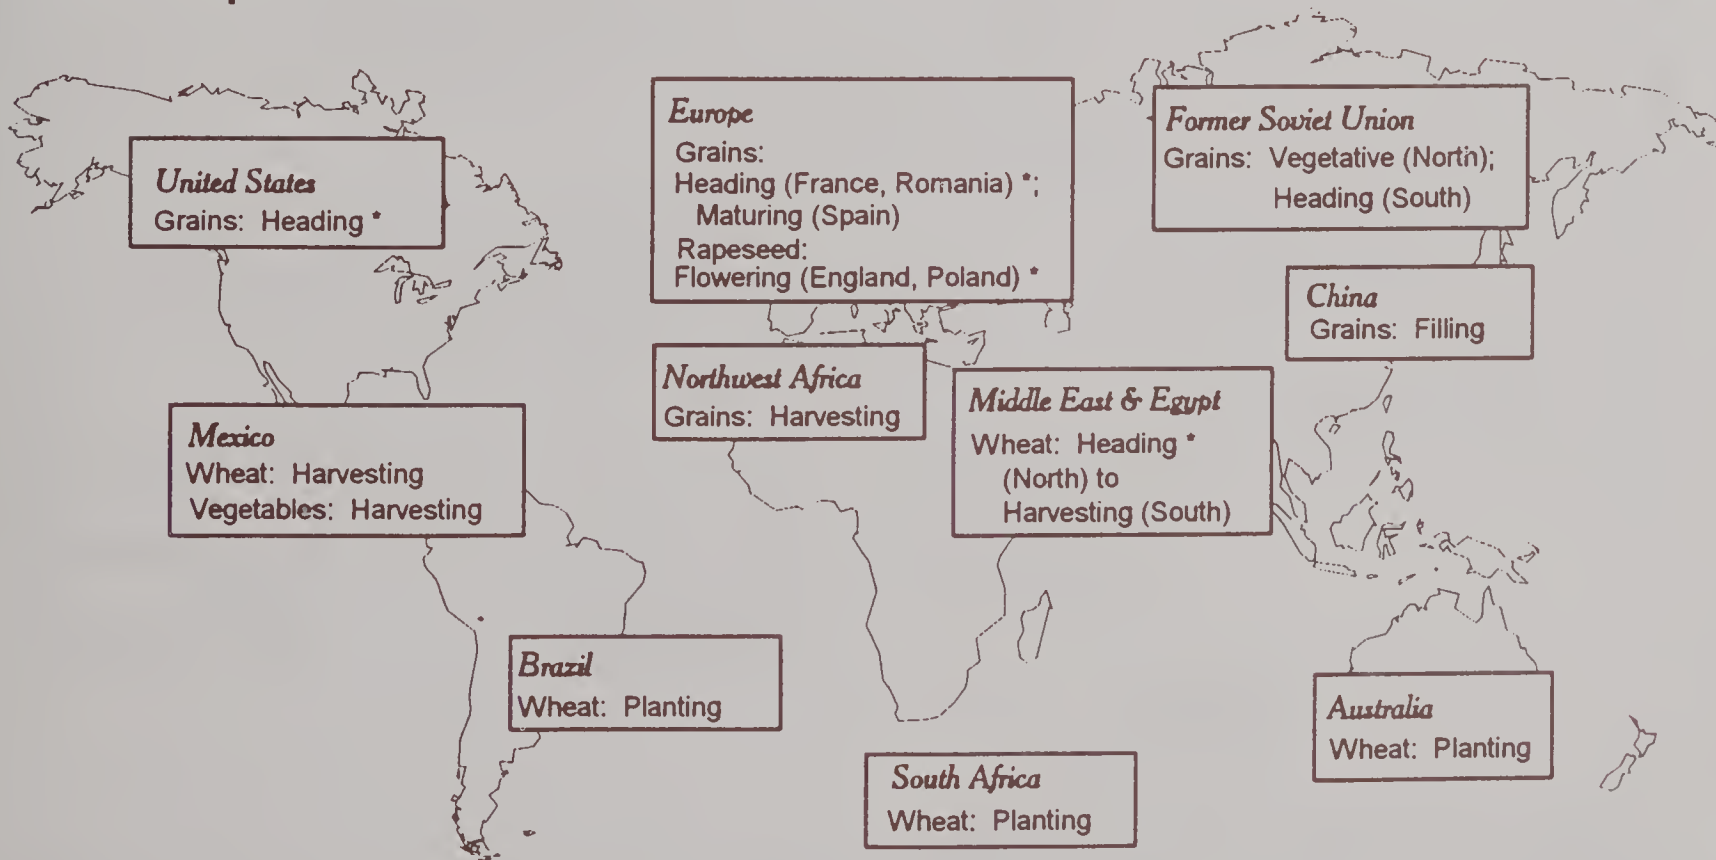 United States
Grains: Heading *
Europe
Grains:
Heading (France, Romania) *;
Maturing (Spain)
Rapeseed:
Flowering (England, Poland) *
Former Soviet Union
Grains: Vegetative (North);
Heading (South)
China
Grains: Filling
Northwest Africa
Grains: Harvesting
Middle East & Egypt
Wheat: Heading *
(North) to
Harvesting (South)
Mexico
Wheat: Harvesting
Vegetables: Harvesting
Brazil
Wheat: Planting
Australia
Wheat: Planting
South Africa
Wheat: Planting